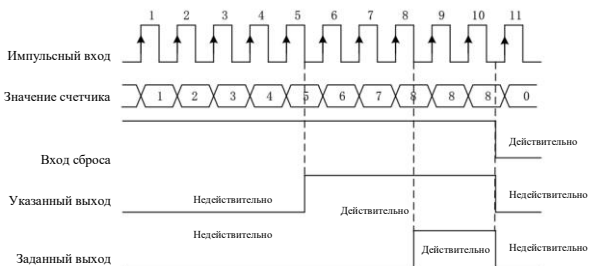 1 2 3 4 5 6 7 8 9 10 11
Импульсный вход
Значение счетчика 1 2 3 4 5 6 7 8 8 8 0
Вход сброса Действительно
Указанный выход Недействительно Действительно Недействительно
Заданный выход Недействительно Действительно Недействительно